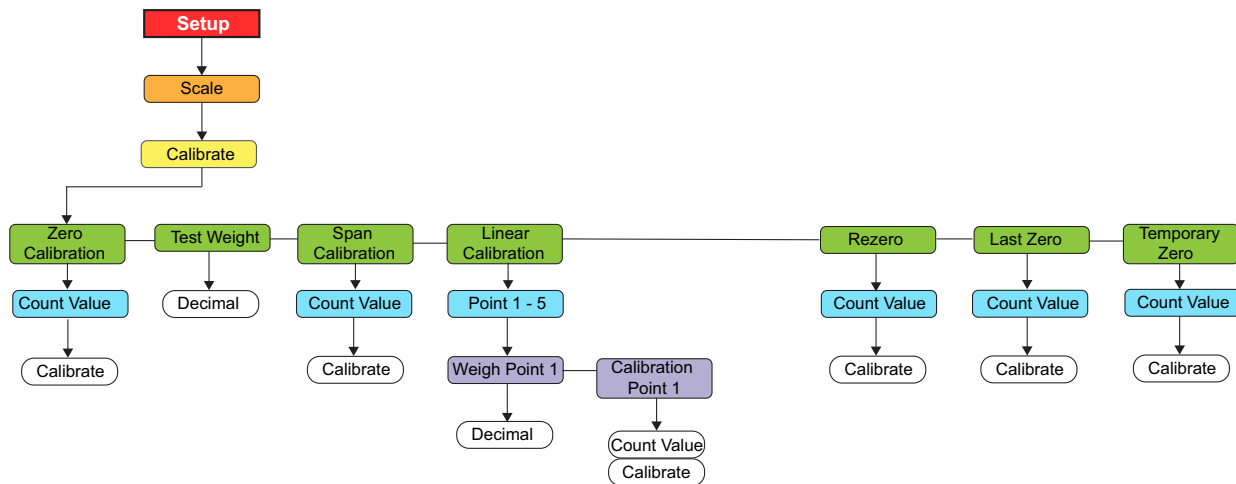 Setup
Scale
Calibrate
Zero
Calibration
Test Weight
Span
Calibration
Linear
Calibration
Rezero
Last Zero
Temporary
Zero
Count Value
Decimal
Count Value
Point 1 - 5
Count Value
Count Value
Count Value
Calibrate
Calibrate
Weigh Point 1
Calibration
Point 1
Calibrate
Calibrate
Calibrate
Decimal
Count Value
Calibrate